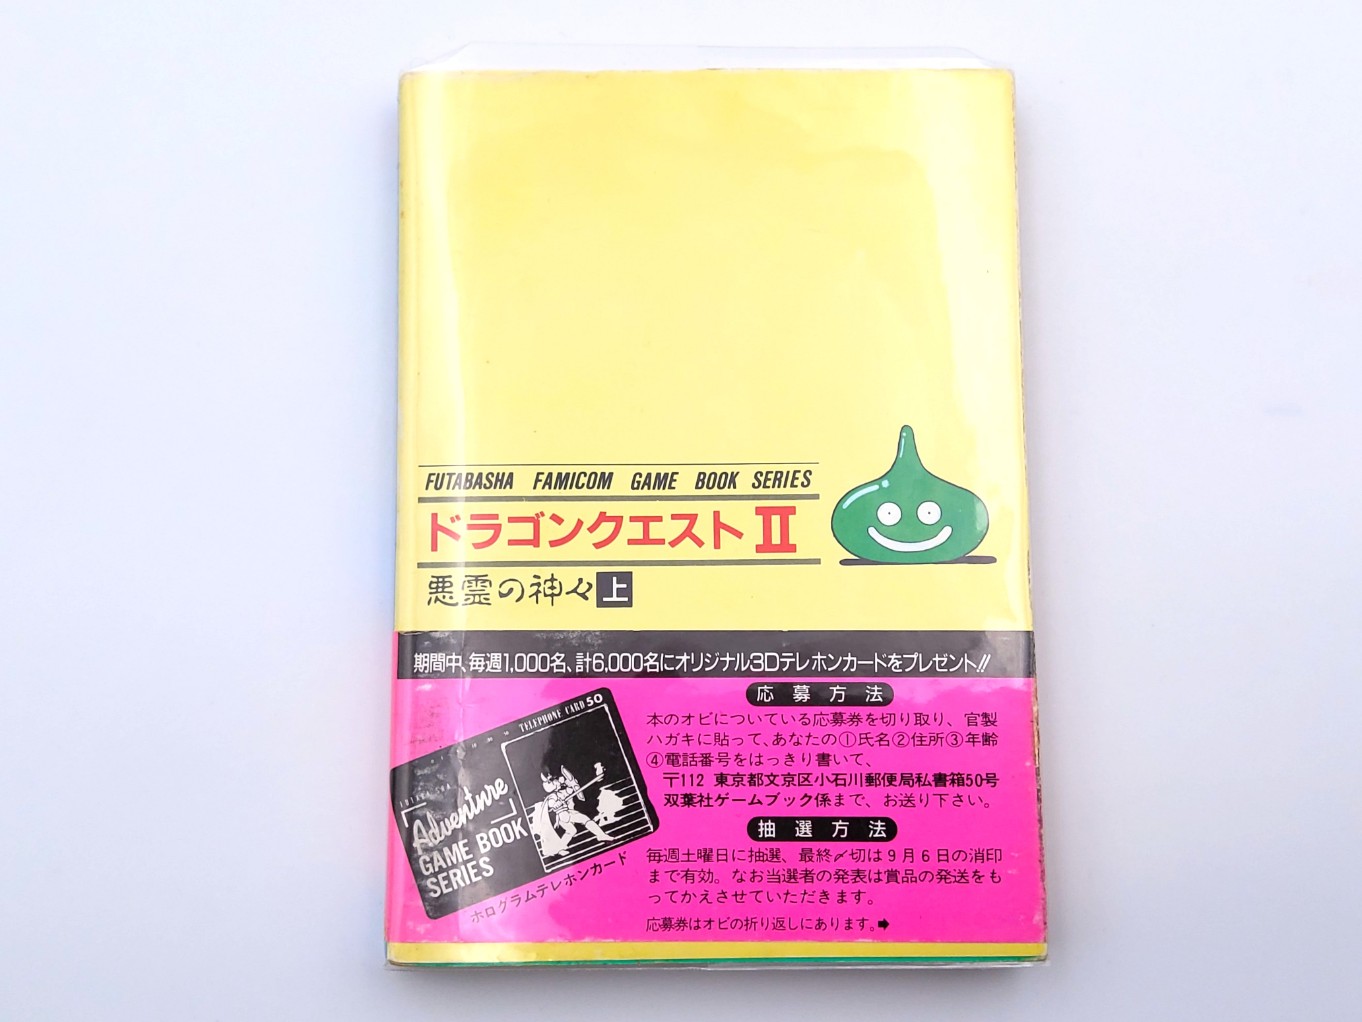 FUTABASHA FAMICOM GAME BOOK SERIES
ドラゴンクエストⅡ
悪霊の神々上
期間中、毎週1,000名、計6,000名にオリジナル3Dテレホンカードをプレゼント!!
TELEPHONE CARD 50
Adventure
GAME BOOK
SERIES
ホログラムテレホンカード
応募方法
本のオビについている応募券を切り取り、官製
ハガキに貼って、あなたの①氏名②住所③年齢
④電話番号をはっきり書いて、
〒112 東京都文京区小石川郵便局私書箱50号
双葉社ゲームブック係まで、お送り下さい。
抽選方法
毎週土曜日に抽選、最終〆切は9月6日の消印
まで有効。なお当選者の発表は賞品の発送をも
ってかえさせていただきます。
応募券はオビの折り返しにあります。➡